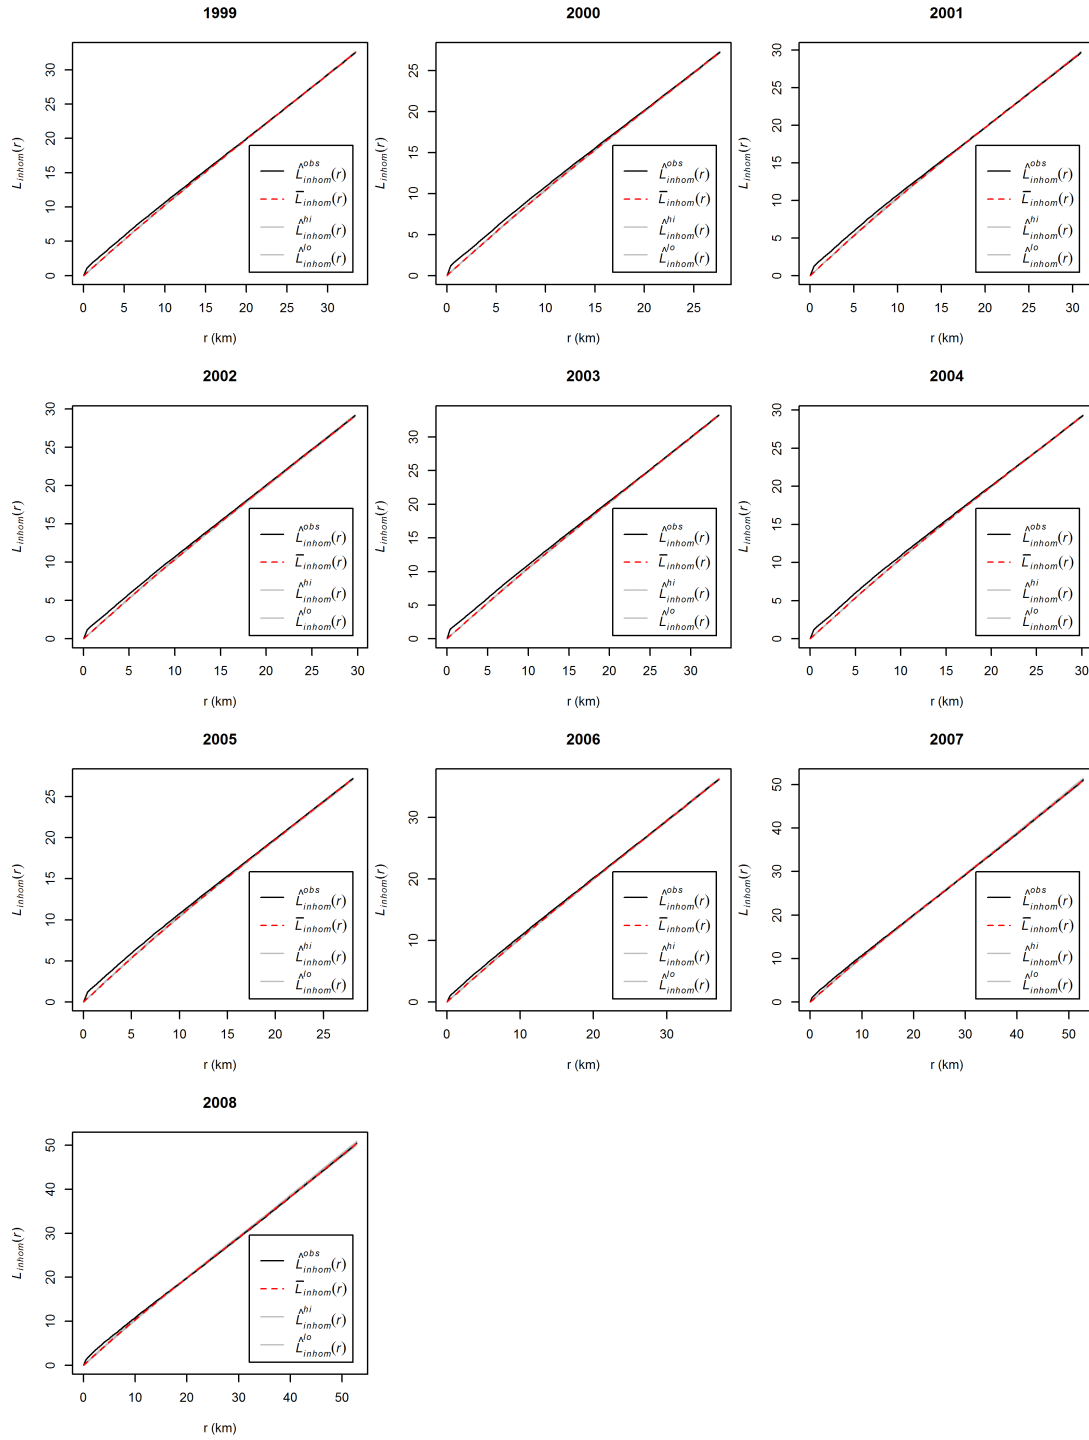 1999
2000
2001
L_inhom(r)
0 5 10 15 20 25 30
0 5 10 15 20 25 30
r (km)
L̂^obs_inhom(r)
L̄_inhom(r)
L̂^hi_inhom(r)
L̂^lo_inhom(r)
L_inhom(r)
0 5 10 15 20 25
0 5 10 15 20 25
r (km)
L̂^obs_inhom(r)
L̄_inhom(r)
L̂^hi_inhom(r)
L̂^lo_inhom(r)
L_inhom(r)
0 5 10 15 20 25 30
0 5 10 15 20 25 30
r (km)
L̂^obs_inhom(r)
L̄_inhom(r)
L̂^hi_inhom(r)
L̂^lo_inhom(r)
2002
2003
2004
L_inhom(r)
0 5 10 15 20 25 30
0 5 10 15 20 25 30
r (km)
L̂^obs_inhom(r)
L̄_inhom(r)
L̂^hi_inhom(r)
L̂^lo_inhom(r)
L_inhom(r)
0 5 10 15 20 25 30
0 5 10 15 20 25 30
r (km)
L̂^obs_inhom(r)
L̄_inhom(r)
L̂^hi_inhom(r)
L̂^lo_inhom(r)
L_inhom(r)
0 5 10 15 20 25 30
0 5 10 15 20 25 30
r (km)
L̂^obs_inhom(r)
L̄_inhom(r)
L̂^hi_inhom(r)
L̂^lo_inhom(r)
2005
2006
2007
L_inhom(r)
0 5 10 15 20 25
0 5 10 15 20 25
r (km)
L̂^obs_inhom(r)
L̄_inhom(r)
L̂^hi_inhom(r)
L̂^lo_inhom(r)
L_inhom(r)
0 10 20 30
0 10 20 30
r (km)
L̂^obs_inhom(r)
L̄_inhom(r)
L̂^hi_inhom(r)
L̂^lo_inhom(r)
L_inhom(r)
0 10 20 30 40 50
0 10 20 30 40 50
r (km)
L̂^obs_inhom(r)
L̄_inhom(r)
L̂^hi_inhom(r)
L̂^lo_inhom(r)
2008
L_inhom(r)
0 10 20 30 40 50
0 10 20 30 40 50
r (km)
L̂^obs_inhom(r)
L̄_inhom(r)
L̂^hi_inhom(r)
L̂^lo_inhom(r)